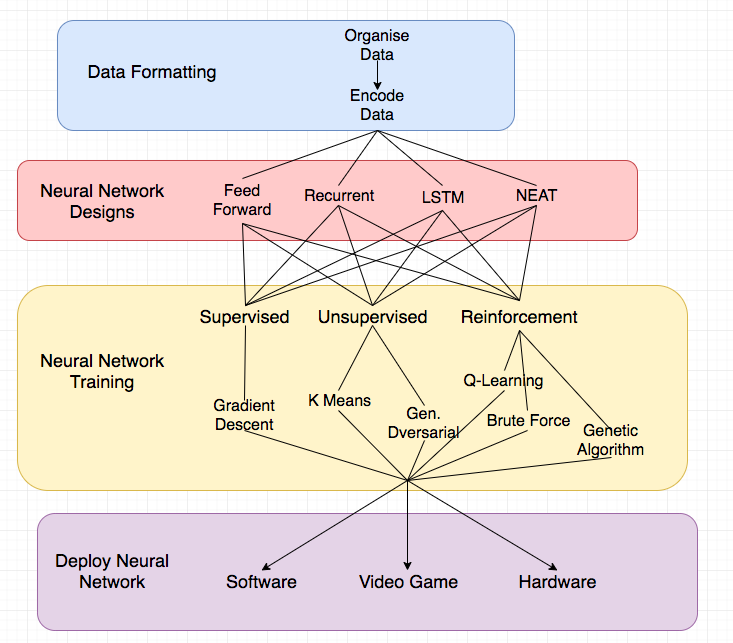 Organise
Data
Data Formatting
Encode
Data
Neural Network
Designs
Feed
Forward
Recurrent
LSTM
NEAT
Supervised
Unsupervised
Reinforcement
Neural Network
Training
Gradient
Descent
K Means
Gen.
Dversarial
Q-Learning
Brute Force
Genetic
Algorithm
Deploy Neural
Network
Software
Video Game
Hardware